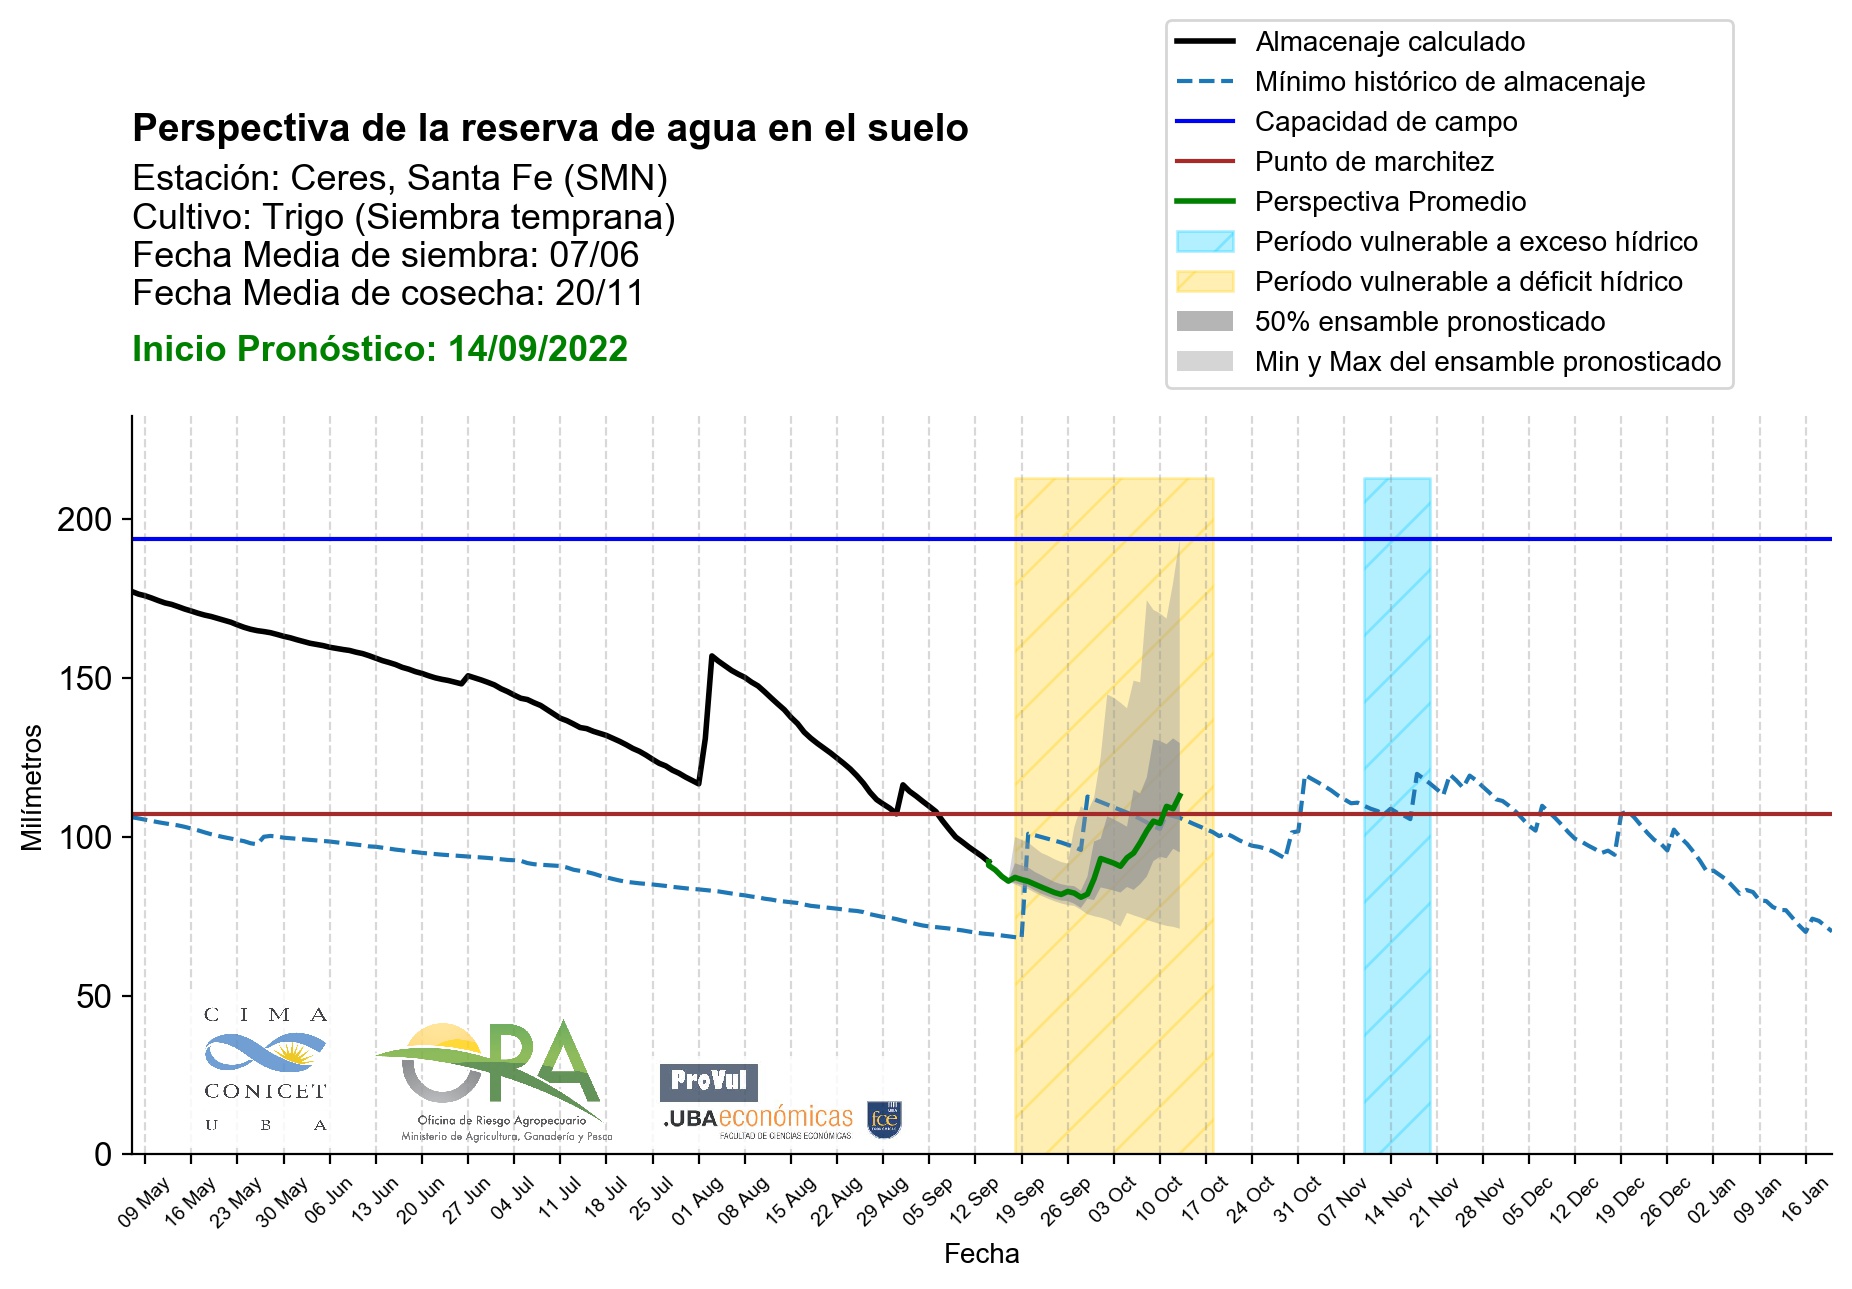 Almacenaje calculado
Mínimo histórico de almacenaje
Capacidad de campo
Punto de marchitez
Perspectiva Promedio
Período vulnerable a exceso hídrico
Período vulnerable a déficit hídrico
50% ensamble pronosticado
Min y Max del ensamble pronosticado
Perspectiva de la reserva de agua en el suelo
Estación: Ceres, Santa Fe (SMN)
Cultivo: Trigo (Siembra temprana)
Fecha Media de siembra: 07/06
Fecha Media de cosecha: 20/11
Inicio Pronóstico: 14/09/2022
Milímetros
200
150
100
50
0
CIMA
CONICET
UBA
ORA
Oficina de Riesgo Agropecuario
Ministerio de Agricultura, Ganadería y Pesca
ProVul
.UBAeconómicas
FACULTAD DE CIENCIAS ECONÓMICAS
fce
09 May
16 May
23 May
30 May
06 Jun
13 Jun
20 Jun
27 Jun
04 Jul
11 Jul
18 Jul
25 Jul
01 Aug
08 Aug
15 Aug
22 Aug
29 Aug
05 Sep
12 Sep
19 Sep
26 Sep
03 Oct
10 Oct
17 Oct
24 Oct
31 Oct
07 Nov
14 Nov
21 Nov
28 Nov
05 Dec
12 Dec
19 Dec
26 Dec
02 Jan
09 Jan
16 Jan
Fecha